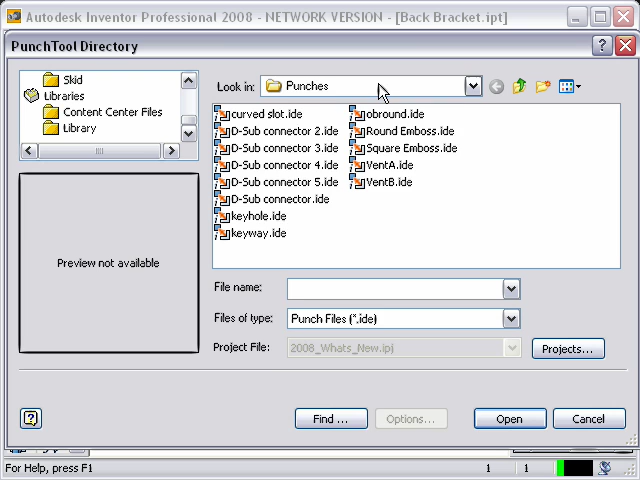 Autodesk Inventor Professional 2008 - NETWORK VERSION - [Back Bracket.ipt]
PunchTool Directory
Skid
Libraries
Content Center Files
Library
Look in: Punches
curved slot.ide
D-Sub connector 2.ide
D-Sub connector 3.ide
D-Sub connector 4.ide
D-Sub connector 5.ide
D-Sub connector.ide
keyhole.ide
keyway.ide
obround.ide
Round Emboss.ide
Square Emboss.ide
VentA.ide
VentB.ide
Preview not available
File name:
Files of type: Punch Files (*.ide)
Project File: 2008_Whats_New.ipj Projects...
Find ... Options... Open Cancel
For Help, press F1 1 1